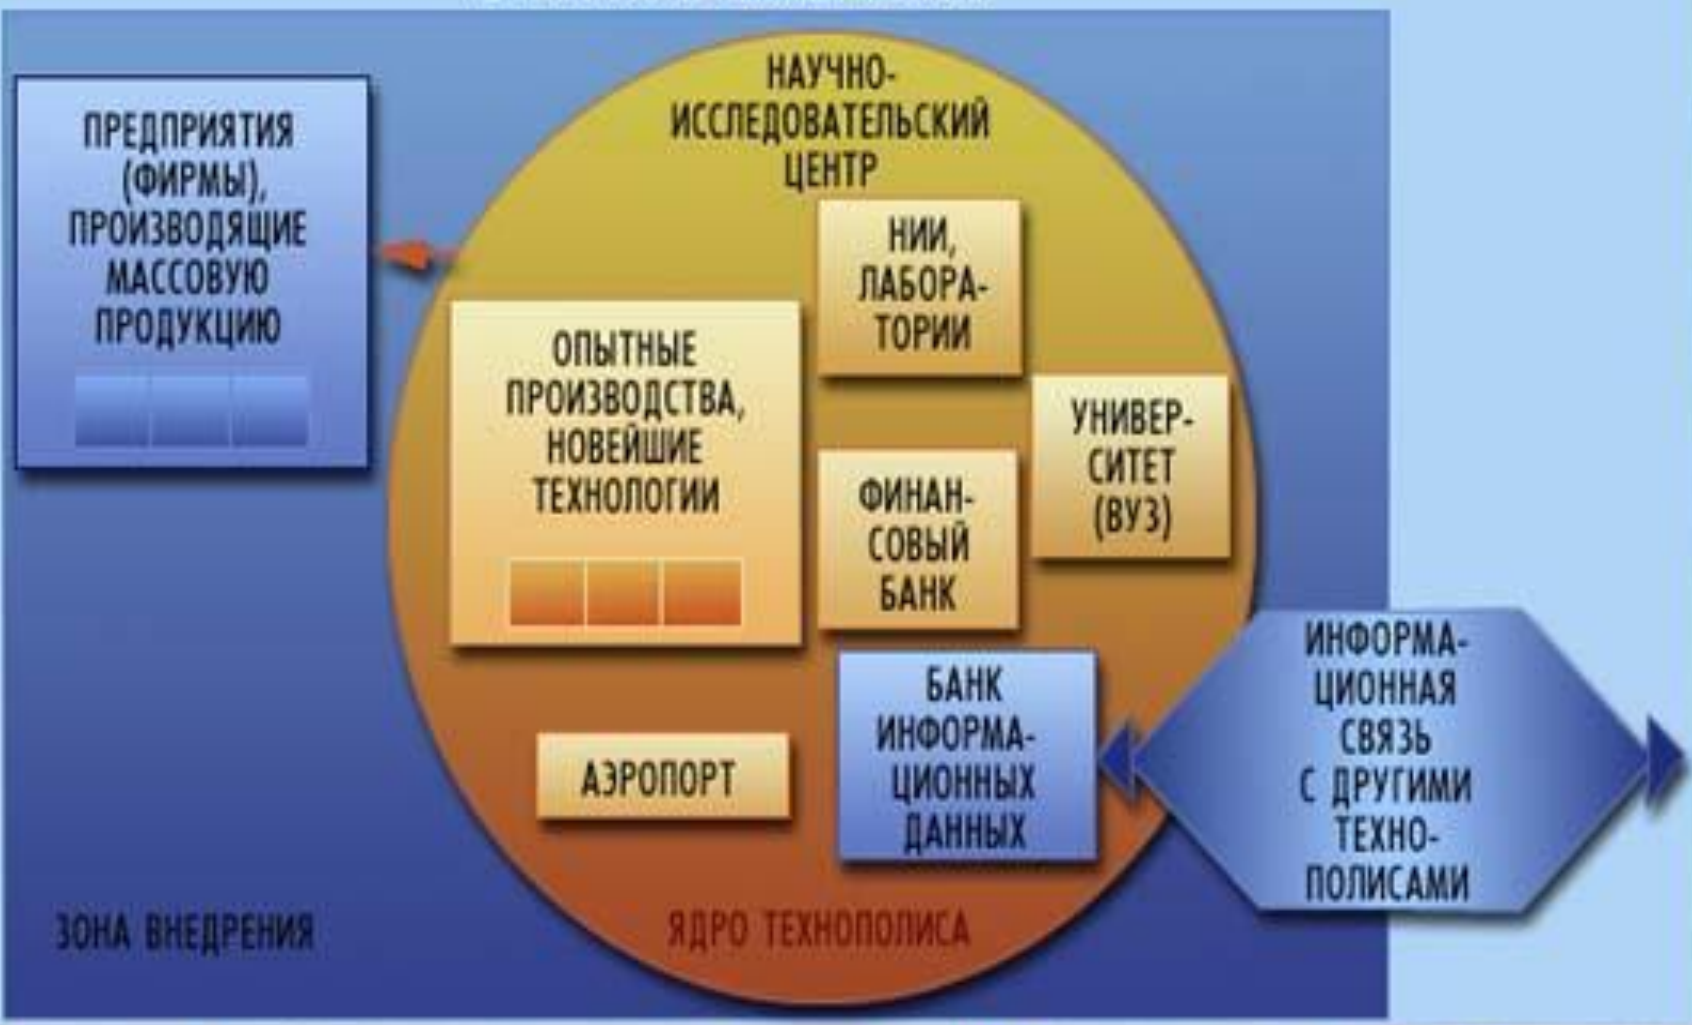 ПРЕДПРИЯТИЯ
(ФИРМЫ),
ПРОИЗВОДЯЩИЕ
МАССОВУЮ
ПРОДУКЦИЮ
НАУЧНО-
ИССЛЕДОВАТЕЛЬСКИЙ
ЦЕНТР
НИИ,
ЛАБОРА-
ТОРИИ
ОПЫТНЫЕ
ПРОИЗВОДСТВА,
НОВЕЙШИЕ
ТЕХНОЛОГИИ
УНИВЕР-
СИТЕТ
(ВУЗ)
ФИНАН-
СОВЫЙ
БАНК
БАНК
ИНФОРМА-
ЦИОННЫХ
ДАННЫХ
АЭРОПОРТ
ИНФОРМА-
ЦИОННАЯ
СВЯЗЬ
С ДРУГИМИ
ТЕХНО-
ПОЛИСАМИ
ЗОНА ВНЕДРЕНИЯ
ЯДРО ТЕХНОПОЛИСА